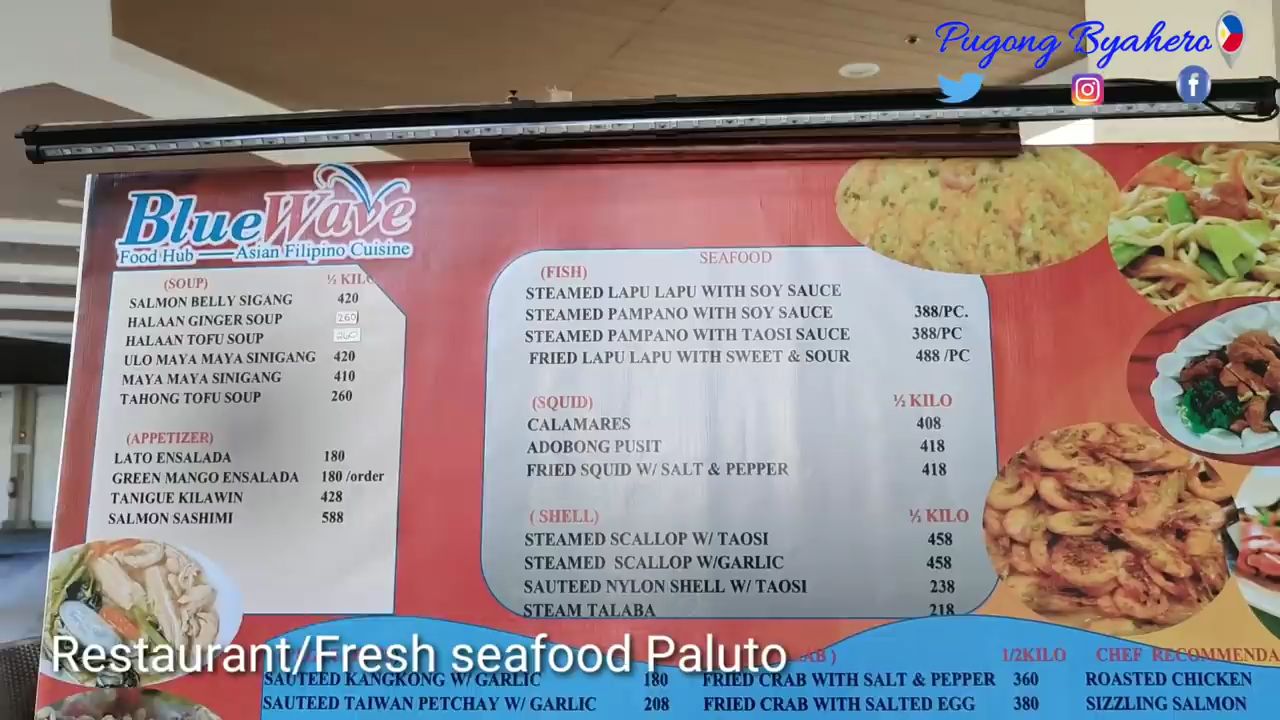 Pugong Byahero
BlueWave
Food Hub — Asian Filipino Cuisine
(SOUP) ½ KILO
SALMON BELLY SIGANG 420
HALAAN GINGER SOUP 260
HALAAN TOFU SOUP 260
ULO MAYA MAYA SINIGANG 420
MAYA MAYA SINIGANG 410
TAHONG TOFU SOUP 260
(APPETIZER)
LATO ENSALADA 180
GREEN MANGO ENSALADA 180 /order
TANIGUE KILAWIN 428
SALMON SASHIMI 588
SEAFOOD
(FISH)
STEAMED LAPU LAPU WITH SOY SAUCE
STEAMED PAMPANO WITH SOY SAUCE 388/PC.
STEAMED PAMPANO WITH TAOSI SAUCE 388/PC
FRIED LAPU LAPU WITH SWEET & SOUR 488 /PC
(SQUID) ½ KILO
CALAMARES 408
ADOBONG PUSIT 418
FRIED SQUID W/ SALT & PEPPER 418
( SHELL) ½ KILO
STEAMED SCALLOP W/ TAOSI 458
STEAMED SCALLOP W/GARLIC 458
SAUTEED NYLON SHELL W/ TAOSI 238
STEAM TALABA 218
Restaurant/Fresh seafood Paluto
SAUTEED KANGKONG W/ GARLIC 180
SAUTEED TAIWAN PETCHAY W/ GARLIC 208
1/2KILO
FRIED CRAB WITH SALT & PEPPER 360
FRIED CRAB WITH SALTED EGG 380
CHEF RECOMMENDA
ROASTED CHICKEN
SIZZLING SALMON